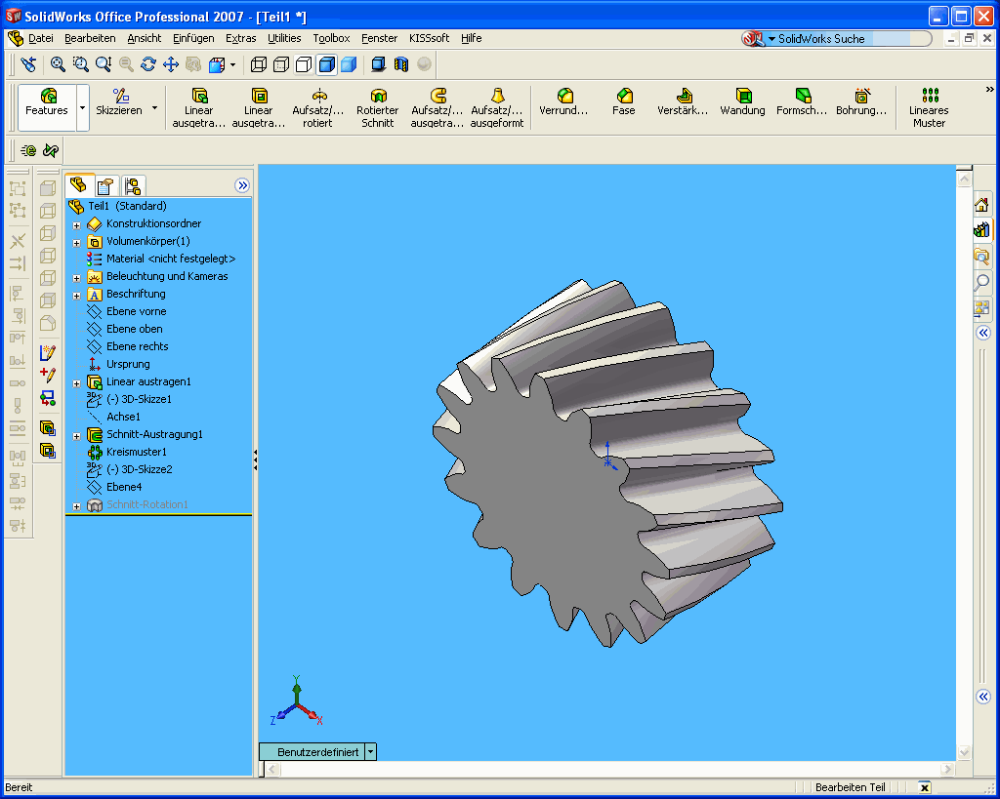 SolidWorks Office Professional 2007 - [Teil1 *]
Datei Bearbeiten Ansicht Einfügen Extras Utilities Toolbox Fenster KISSsoft Hilfe SolidWorks Suche
Features Skizzieren Linear ausgetra... Linear ausgetra... Aufsatz/... rotiert Rotierter Schnitt Aufsatz/... ausgetra... Aufsatz/... ausgeformt Verrund... Fase Verstärk... Wandung Formsch... Bohrung... Lineares Muster
Teil1 (Standard)
Konstruktionsordner
Volumenkörper(1)
Material <nicht festgelegt>
Beleuchtung und Kameras
A Beschriftung
Ebene vorne
Ebene oben
Ebene rechts
Ursprung
Linear austragen1
3D (-) 3D-Skizze1
Achse1
Schnitt-Austragung1
Kreismuster1
3D (-) 3D-Skizze2
Ebene4
Schnitt-Rotation1
Y
Z X
Benutzerdefiniert
Bereit Bearbeiten Teil